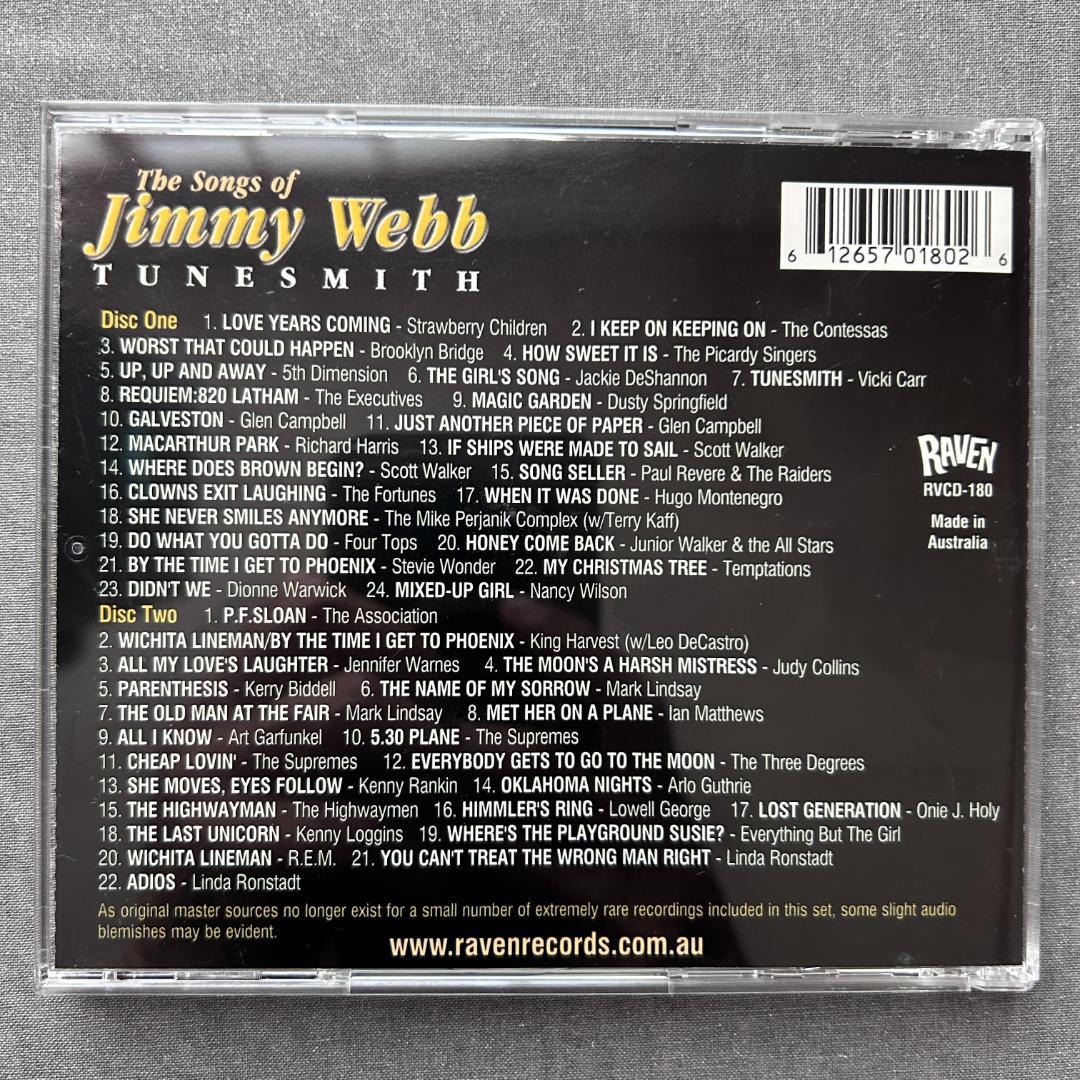 The Songs of
Jimmy Webb
TUNESMITH
6 12657 01802 6
Disc One 1. LOVE YEARS COMING - Strawberry Children 2. I KEEP ON KEEPING ON - The Contessas
3. WORST THAT COULD HAPPEN - Brooklyn Bridge 4. HOW SWEET IT IS - The Picardy Singers
5. UP, UP AND AWAY - 5th Dimension 6. THE GIRL'S SONG - Jackie DeShannon 7. TUNESMITH - Vicki Carr
8. REQUIEM:820 LATHAM - The Executives 9. MAGIC GARDEN - Dusty Springfield
10. GALVESTON - Glen Campbell 11. JUST ANOTHER PIECE OF PAPER - Glen Campbell
12. MACARTHUR PARK - Richard Harris 13. IF SHIPS WERE MADE TO SAIL - Scott Walker
14. WHERE DOES BROWN BEGIN? - Scott Walker 15. SONG SELLER - Paul Revere & The Raiders
16. CLOWNS EXIT LAUGHING - The Fortunes 17. WHEN IT WAS DONE - Hugo Montenegro
18. SHE NEVER SMILES ANYMORE - The Mike Perjanik Complex (w/Terry Kaff)
19. DO WHAT YOU GOTTA DO - Four Tops 20. HONEY COME BACK - Junior Walker & the All Stars
21. BY THE TIME I GET TO PHOENIX - Stevie Wonder 22. MY CHRISTMAS TREE - Temptations
23. DIDN'T WE - Dionne Warwick 24. MIXED-UP GIRL - Nancy Wilson
RAVEN
RVCD-180
Made in
Australia
Disc Two 1. P.F.SLOAN - The Association
2. WICHITA LINEMAN/BY THE TIME I GET TO PHOENIX - King Harvest (w/Leo DeCastro)
3. ALL MY LOVE'S LAUGHTER - Jennifer Warnes 4. THE MOON'S A HARSH MISTRESS - Judy Collins
5. PARENTHESIS - Kerry Biddell 6. THE NAME OF MY SORROW - Mark Lindsay
7. THE OLD MAN AT THE FAIR - Mark Lindsay 8. MET HER ON A PLANE - Ian Matthews
9. ALL I KNOW - Art Garfunkel 10. 5.30 PLANE - The Supremes
11. CHEAP LOVIN' - The Supremes 12. EVERYBODY GETS TO GO TO THE MOON - The Three Degrees
13. SHE MOVES, EYES FOLLOW - Kenny Rankin 14. OKLAHOMA NIGHTS - Arlo Guthrie
15. THE HIGHWAYMAN - The Highwaymen 16. HIMMLER'S RING - Lowell George 17. LOST GENERATION - Onie J. Holy
18. THE LAST UNICORN - Kenny Loggins 19. WHERE'S THE PLAYGROUND SUSIE? - Everything But The Girl
20. WICHITA LINEMAN - R.E.M. 21. YOU CAN'T TREAT THE WRONG MAN RIGHT - Linda Ronstadt
22. ADIOS - Linda Ronstadt
As original master sources no longer exist for a small number of extremely rare recordings included in this set, some slight audio
blemishes may be evident.
www.ravenrecords.com.au